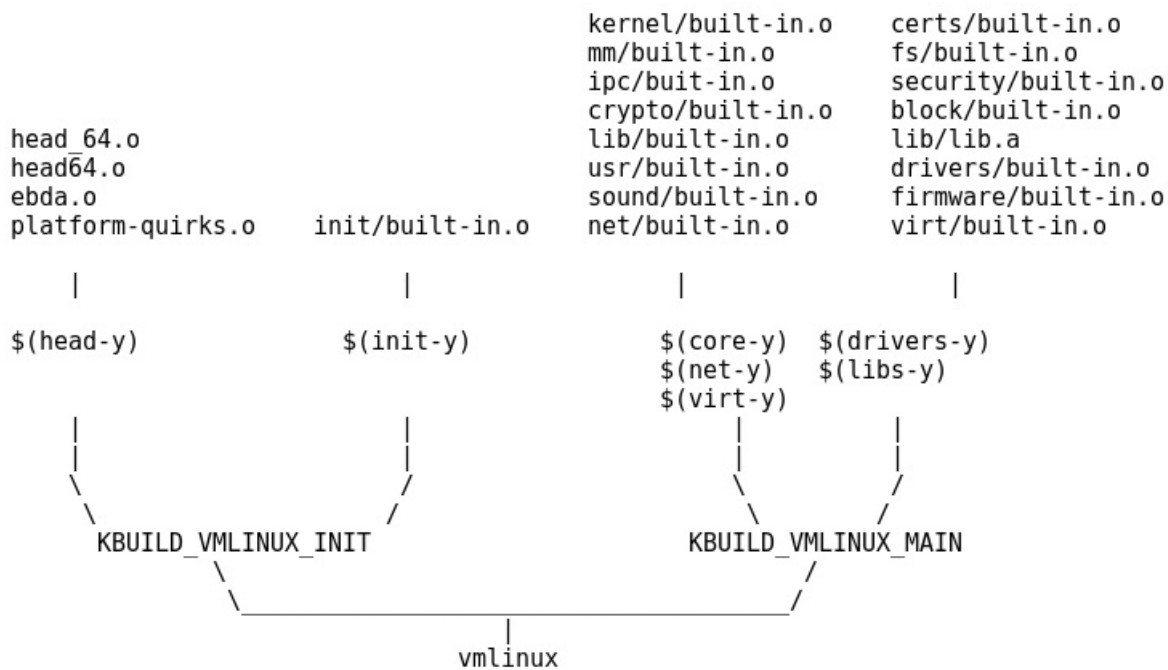 kernel/built-in.o    certs/built-in.o
mm/built-in.o        fs/built-in.o
ipc/buit-in.o        security/built-in.o
crypto/built-in.o    block/built-in.o
head_64.o    lib/built-in.o    lib/lib.a
head64.o    usr/built-in.o    drivers/built-in.o
ebda.o    sound/built-in.o    firmware/built-in.o
platform-quirks.o    init/built-in.o    net/built-in.o    virt/built-in.o
$(head-y)    $(init-y)    $(core-y)  $(drivers-y)
$(net-y)   $(libs-y)
$(virt-y)
KBUILD_VMLINUX_INIT    KBUILD_VMLINUX_MAIN
vmlinux